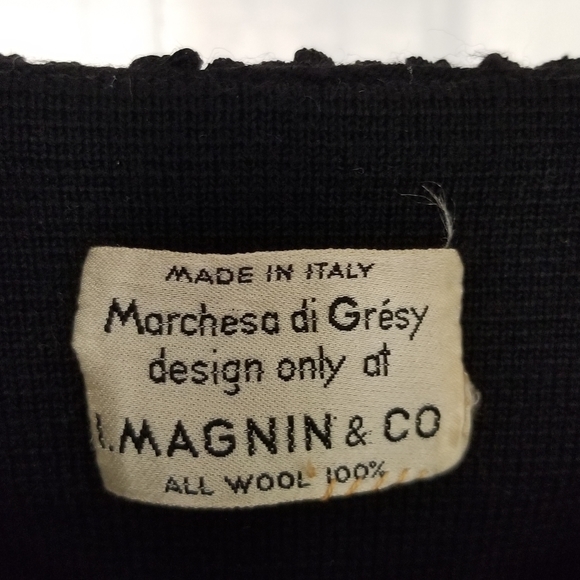 MADE IN ITALY
Marchesa di Grésy
design only at
I. MAGNIN & CO
ALL WOOL 100%